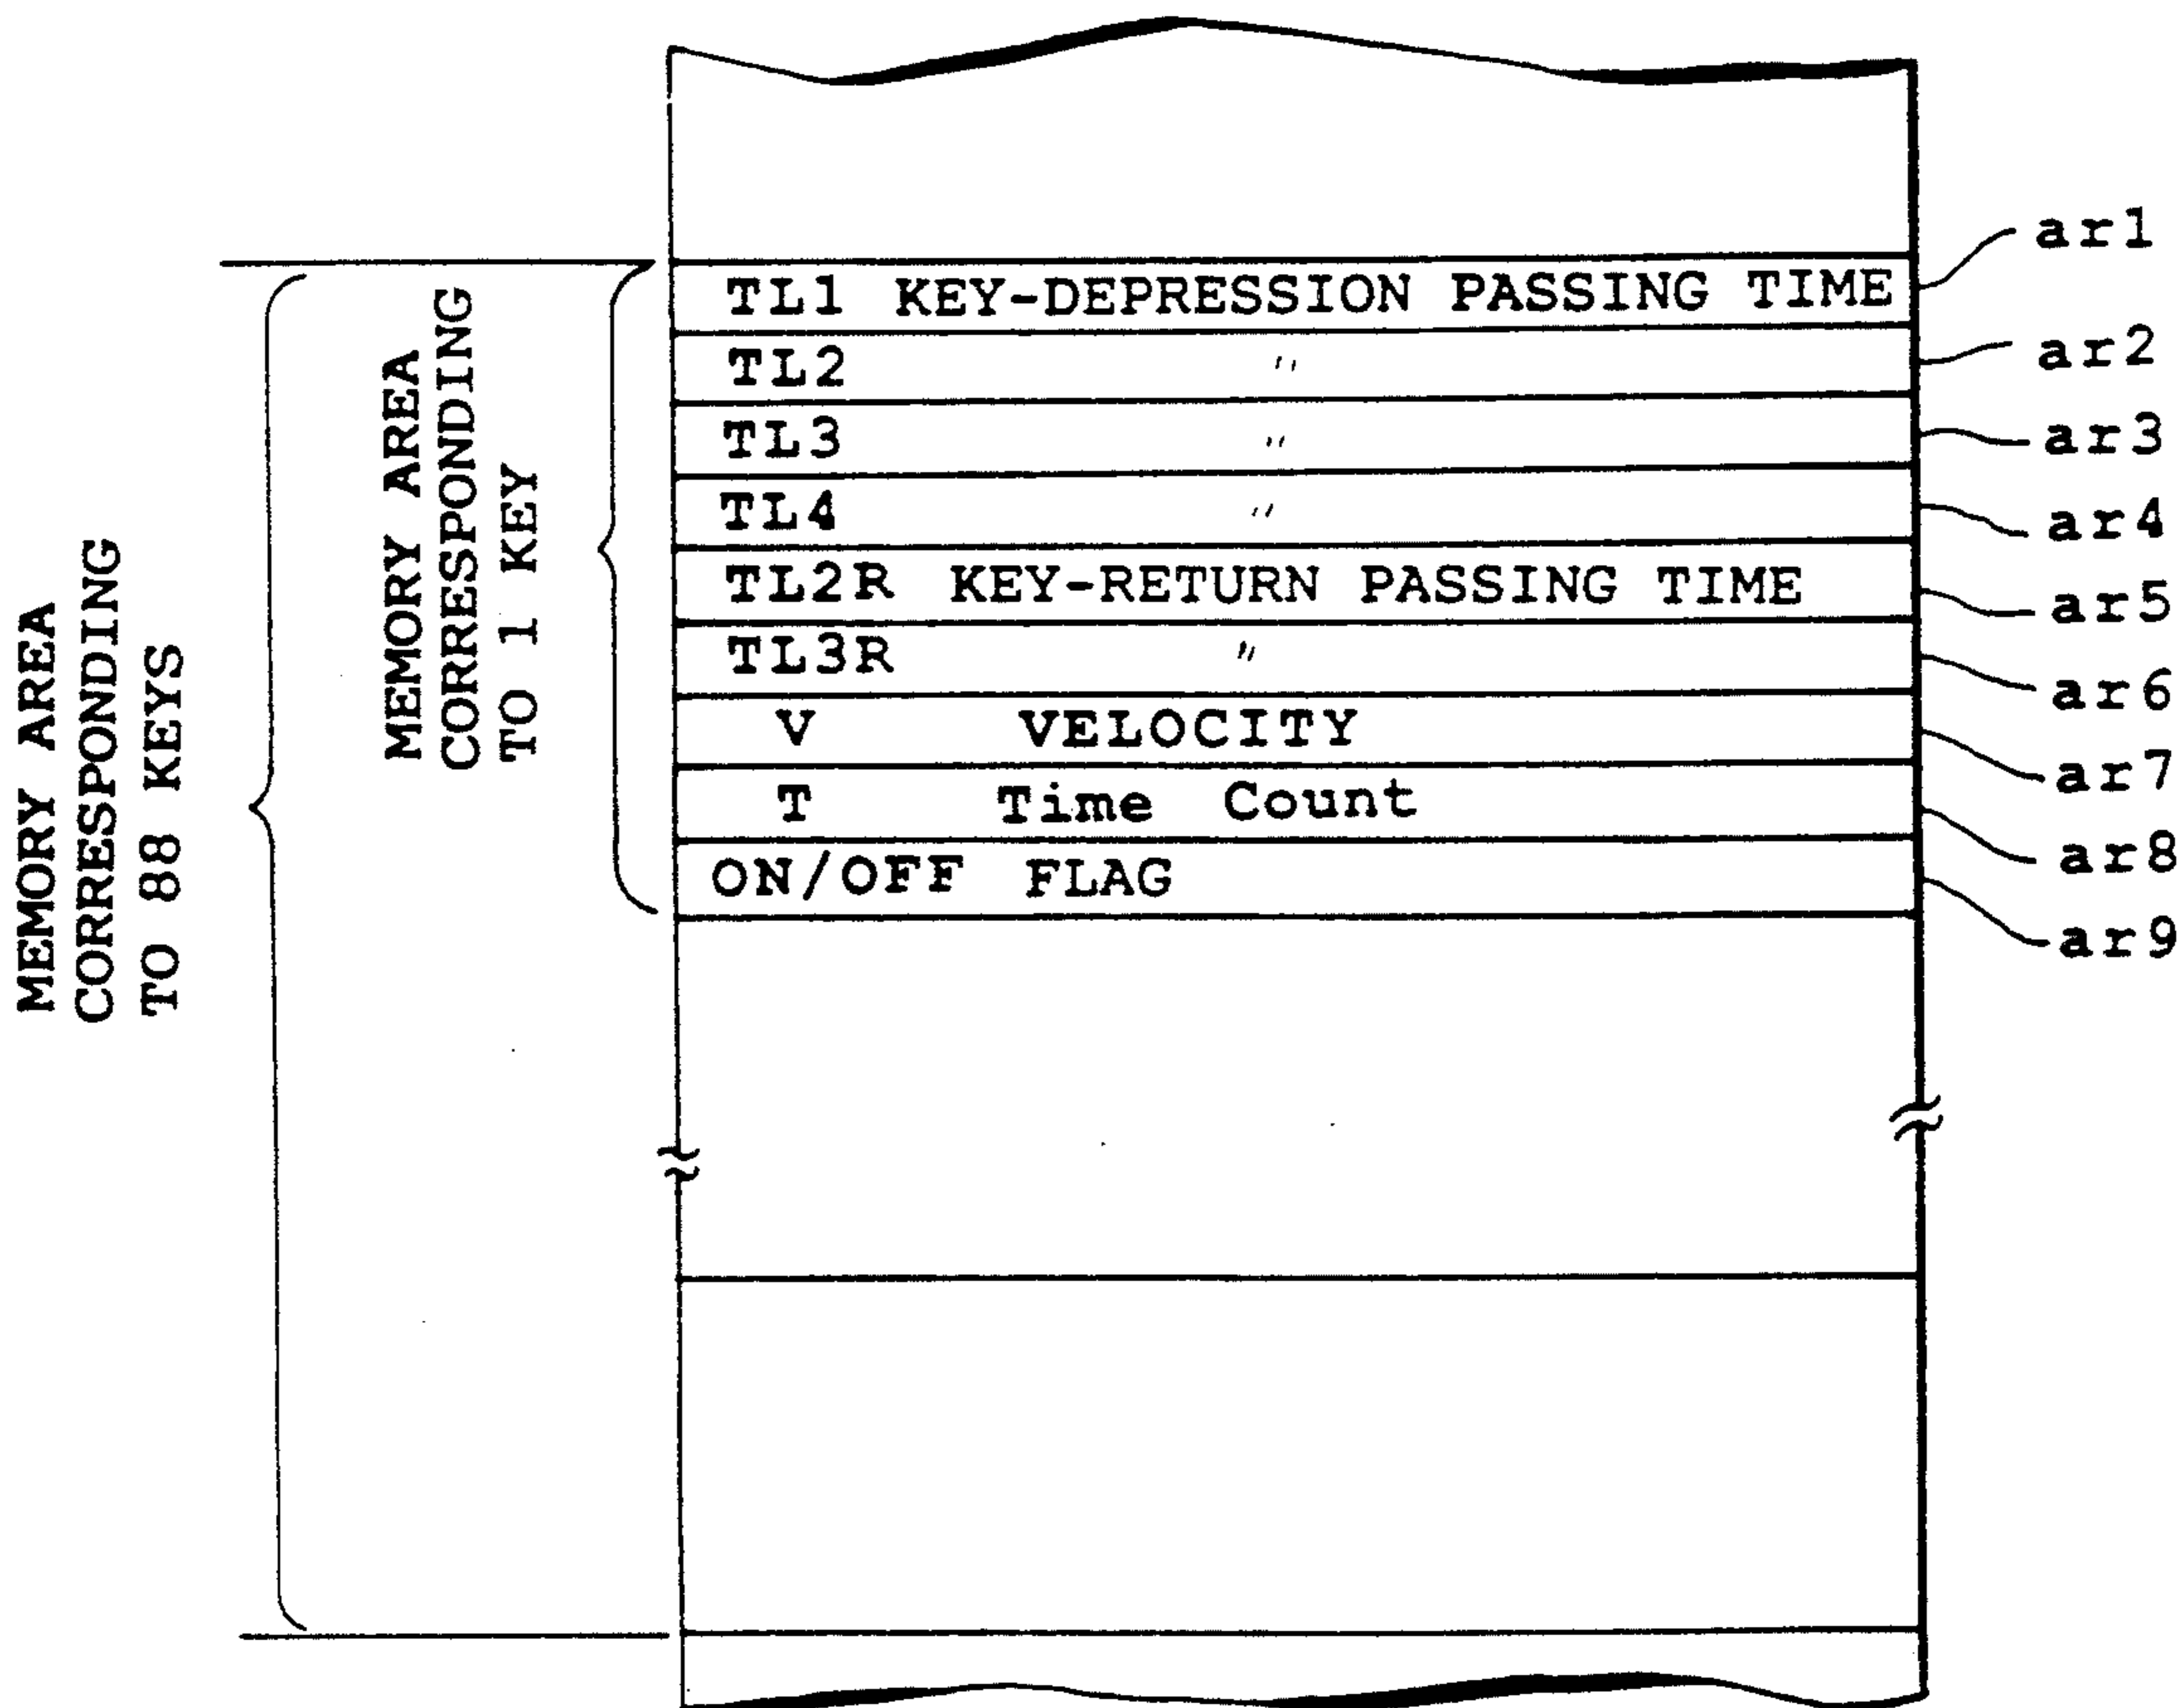 MEMORY AREA
CORRESPONDING
TO 88 KEYS
MEMORY AREA
CORRESPONDING
TO 1 KEY
TL1 KEY-DEPRESSION PASSING TIME ar1
TL2 〃 ar2
TL3 〃 ar3
TL4 〃 ar4
TL2R KEY-RETURN PASSING TIME ar5
TL3R 〃 ar6
V VELOCITY ar7
T Time Count ar8
ON/OFF FLAG ar9